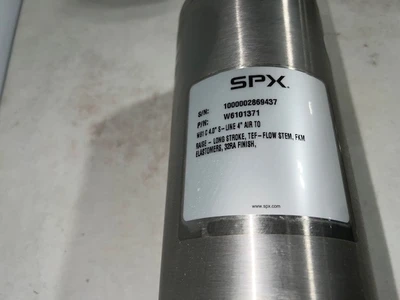 SPX
S/N: 1000002869437
P/N: W6101371
W61 C 4.0" S-LINE 4" AIR TO
RAISE - LONG STROKE, TEF-FLOW STEM, FKM
ELASTOMERS, 32RA FINISH,
www.spx.com